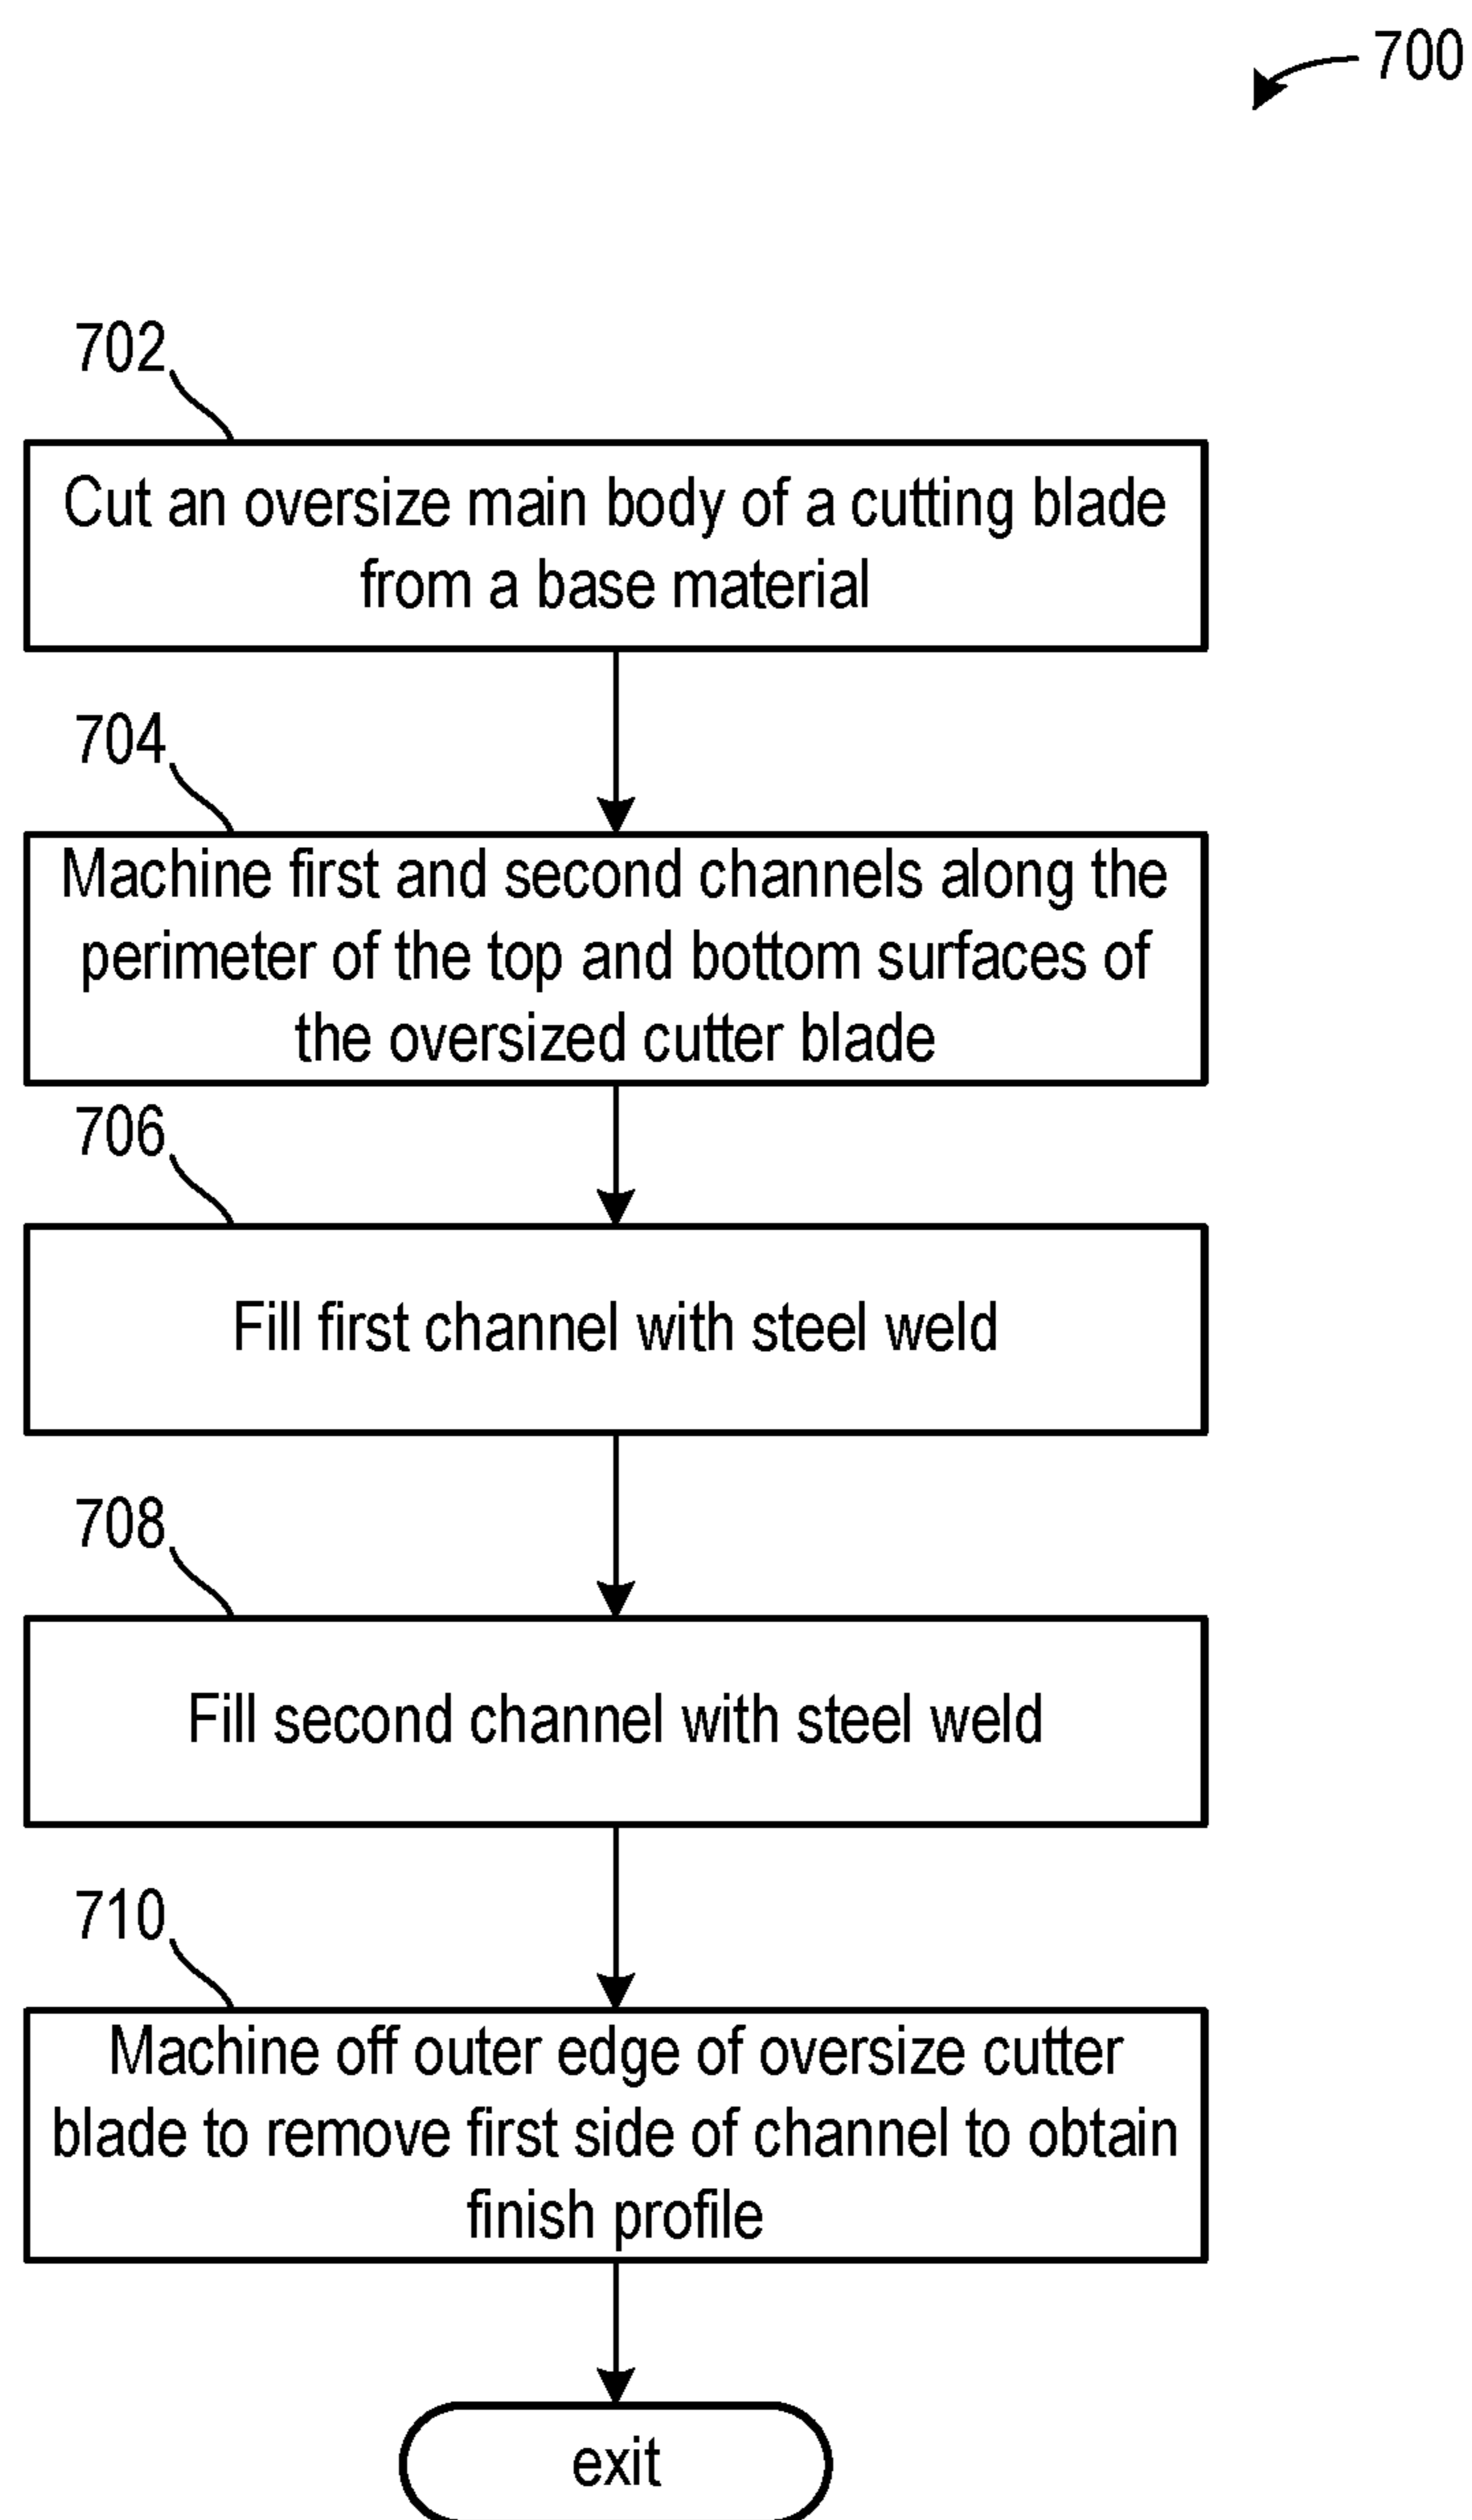 700
702
Cut an oversize main body of a cutting blade
from a base material
704
Machine first and second channels along the
perimeter of the top and bottom surfaces of
the oversized cutter blade
706
Fill first channel with steel weld
708
Fill second channel with steel weld
710
Machine off outer edge of oversize cutter
blade to remove first side of channel to obtain
finish profile
exit